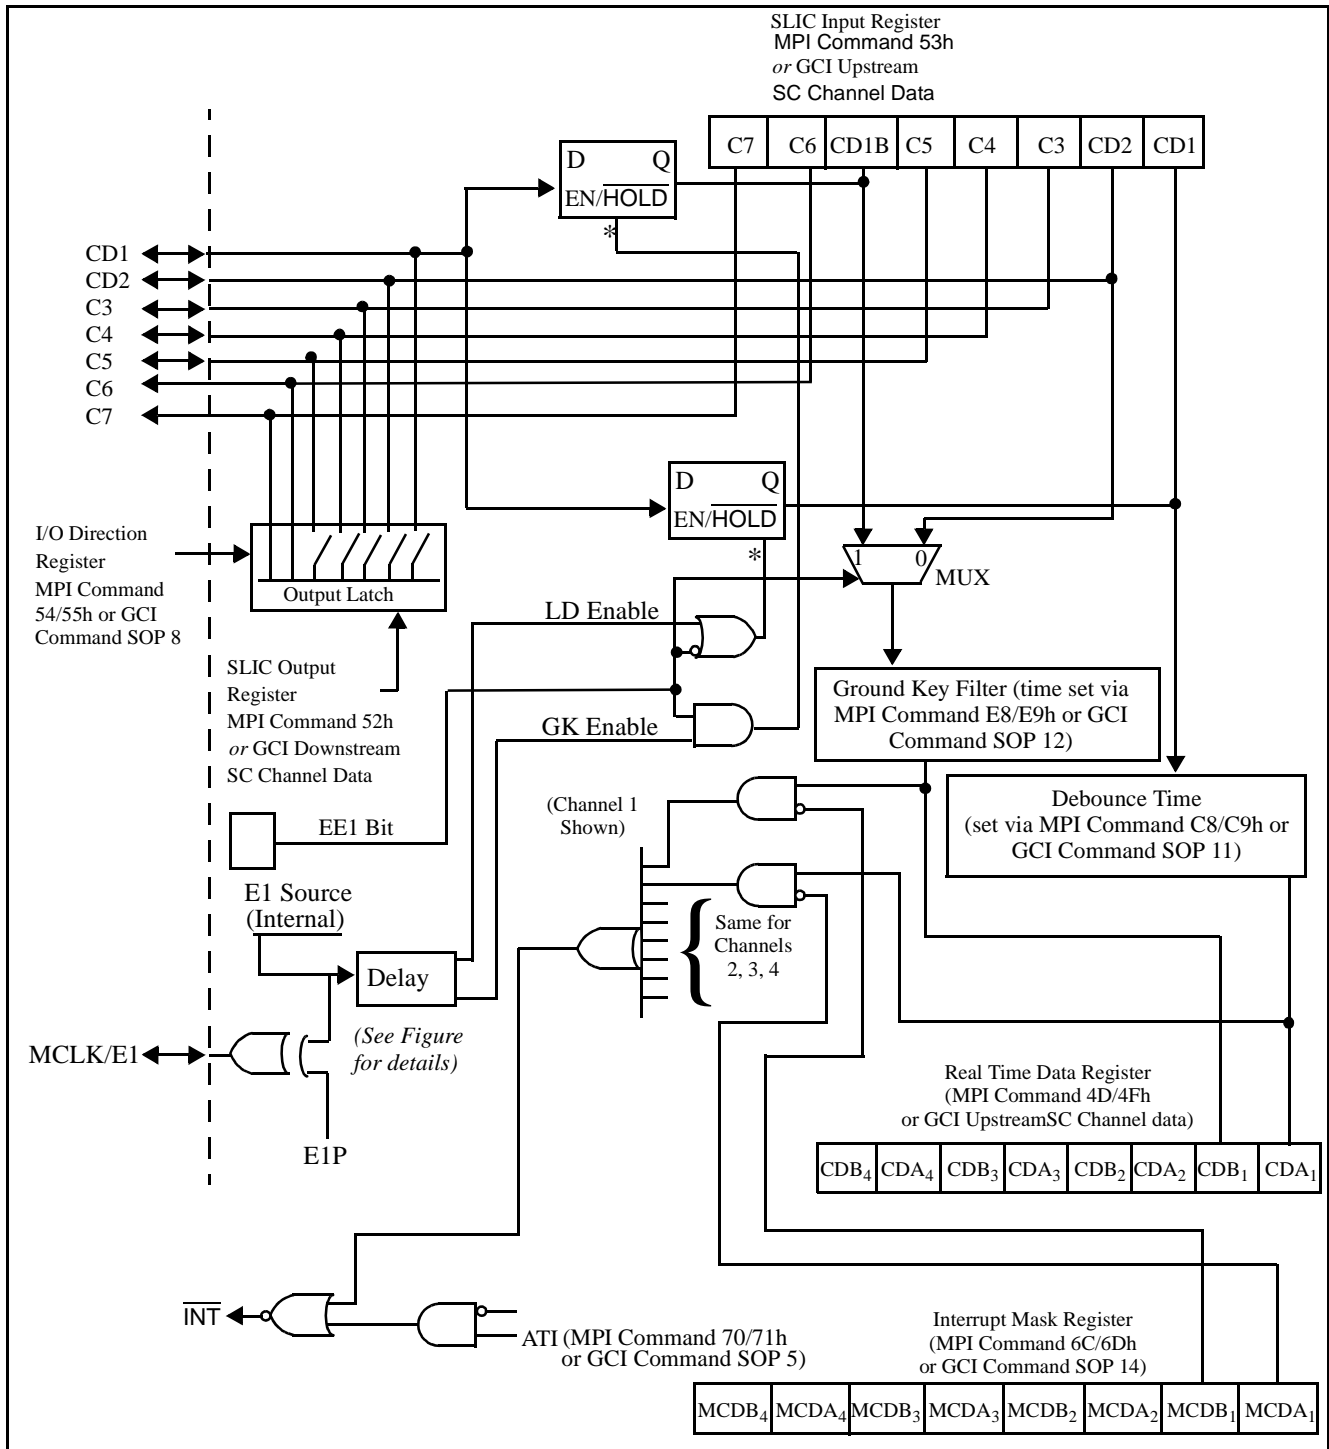 SLIC Input Register
MPI Command 53h
or GCI Upstream
SC Channel Data
C7 C6 CD1B C5 C4 C3 CD2 CD1
D Q
EN/HOLD
*
CD1
CD2
C3
C4
C5
C6
C7
D Q
EN/HOLD
*
I/O Direction
Register
MPI Command
54/55h or GCI
Command SOP 8
Output Latch
1 0
MUX
LD Enable
SLIC Output
Register
MPI Command 52h
or GCI Downstream
SC Channel Data
GK Enable
Ground Key Filter (time set via
MPI Command E8/E9h or GCI
Command SOP 12)
Debounce Time
(set via MPI Command C8/C9h or
GCI Command SOP 11)
(Channel 1
Shown)
EE1 Bit
E1 Source
(Internal)
Same for
Channels
2, 3, 4
Delay
(See Figure
for details)
MCLK/E1
E1P
Real Time Data Register
(MPI Command 4D/4Fh
or GCI UpstreamSC Channel data)
CDB4 CDA4 CDB3 CDA3 CDB2 CDA2 CDB1 CDA1
INT
ATI (MPI Command 70/71h
or GCI Command SOP 5)
Interrupt Mask Register
(MPI Command 6C/6Dh
or GCI Command SOP 14)
MCDB4 MCDA4 MCDB3 MCDA3 MCDB2 MCDA2 MCDB1 MCDA1